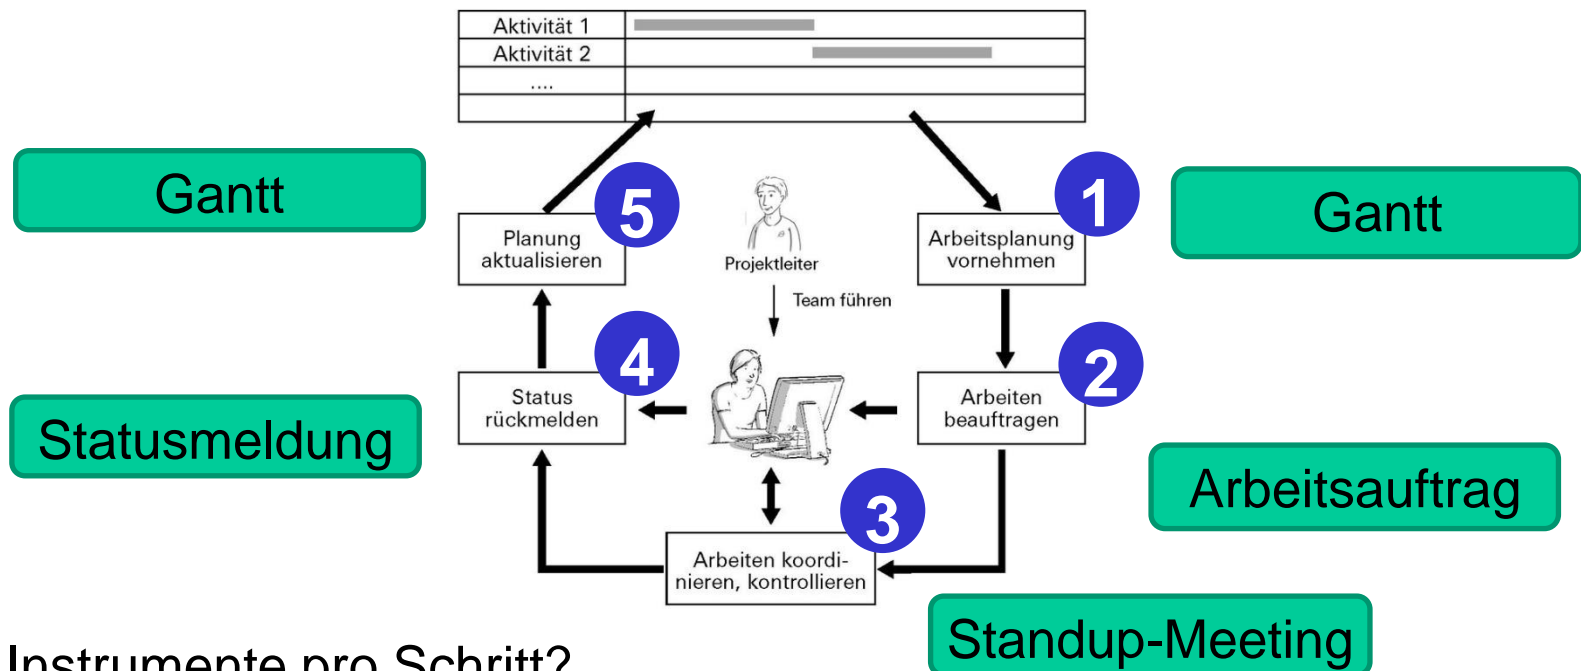 Aktivität 1
Aktivität 2
....
Gantt
5
1
Gantt
Planung
aktualisieren
Projektleiter
Arbeitsplanung
vornehmen
Team führen
4
2
Status
rückmelden
Arbeiten
beauftragen
Statusmeldung
Arbeitsauftrag
3
Arbeiten koordi-
nieren, kontrollieren
Standup-Meeting
Instrumente pro Schritt?